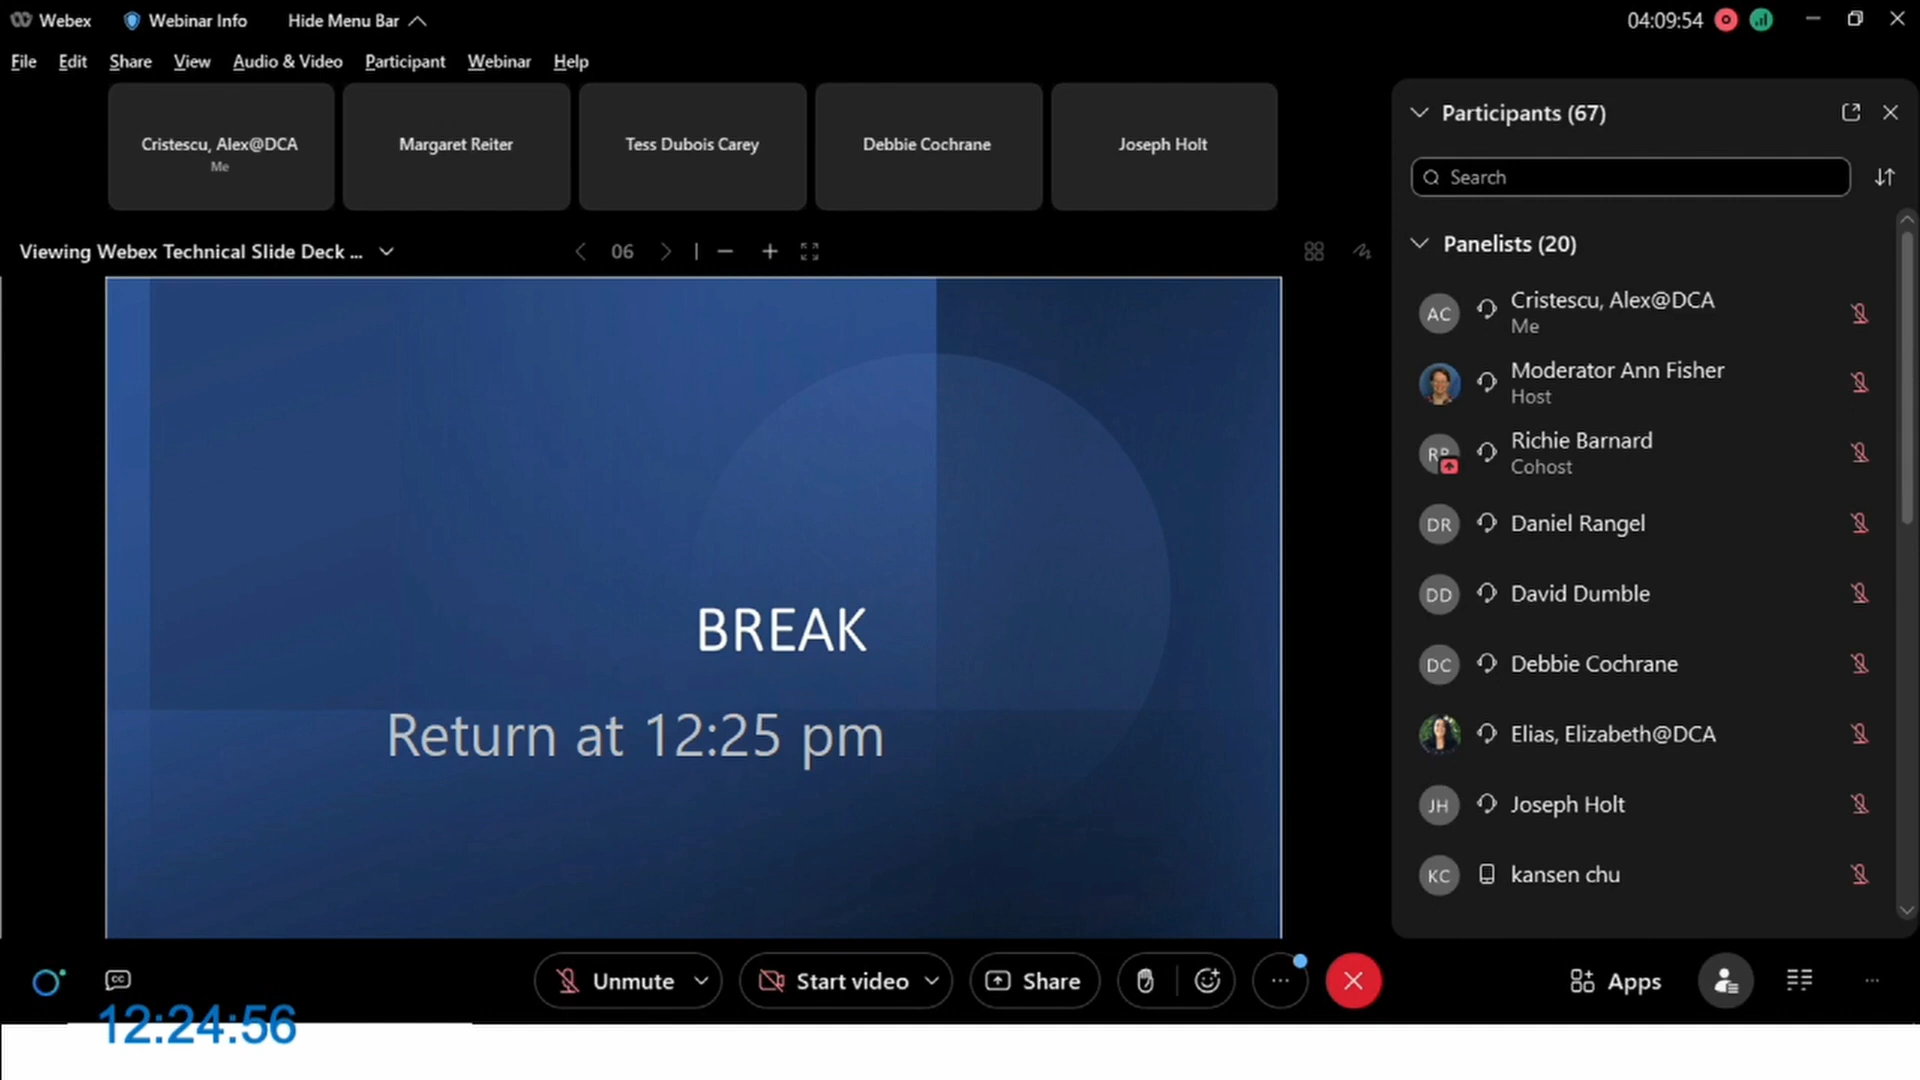 Webex
Webinar Info
Hide Menu Bar
04:09:54
File Edit Share View Audio & Video Participant Webinar Help
Cristescu, Alex@DCA
Me
Margaret Reiter
Tess Dubois Carey
Debbie Cochrane
Joseph Holt
Viewing Webex Technical Slide Deck ...
06
BREAK
Return at 12:25 pm
Participants (67)
Search
Panelists (20)
AC
Cristescu, Alex@DCA
Me
Moderator Ann Fisher
Host
Richie Barnard
Cohost
DR
Daniel Rangel
DD
David Dumble
DC
Debbie Cochrane
Elias, Elizabeth@DCA
JH
Joseph Holt
KC
kansen chu
CC
Unmute
Start video
Share
Apps
12:24:56